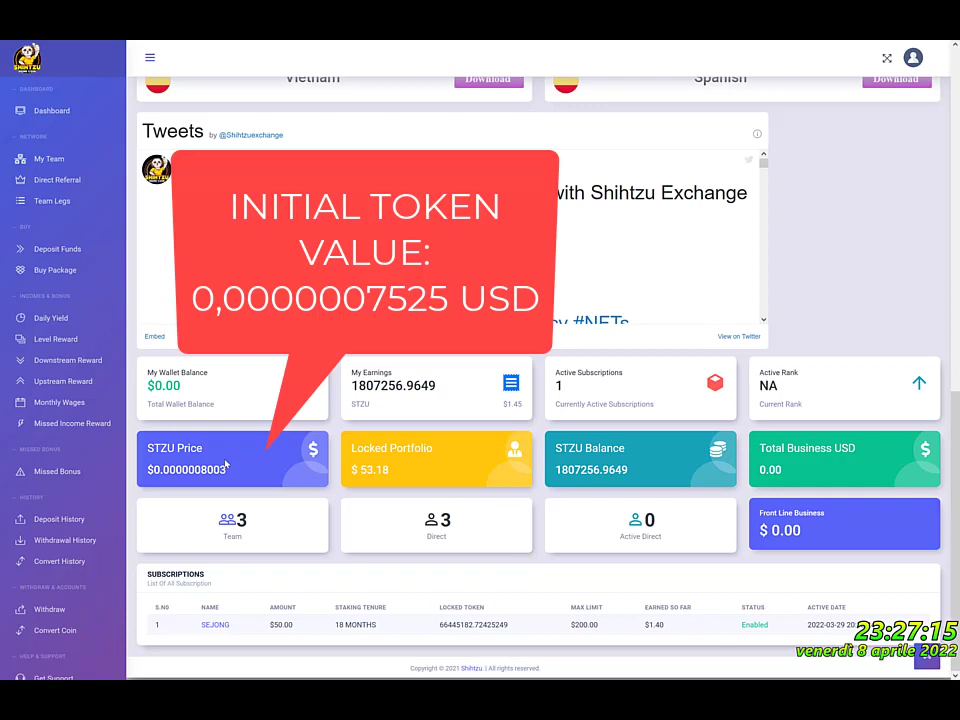 SHIHTZU
DASHBOARD
Dashboard
NETWORK
My Team
Direct Referral
Team Legs
BUY
Deposit Funds
Buy Package
INCOMES & BONUS
Daily Yield
Level Reward
Downstream Reward
Upstream Reward
Monthly Wages
Missed Income Reward
MISSED BONUS
Missed Bonus
HISTORY
Deposit History
Withdrawal History
Convert History
WITHDRAW & ACCOUNTS
Withdraw
Convert Coin
HELP & SUPPORT
Get Support
Vietnam
Download
Spanish
Download
Tweets by @Shihtzuexchange
with Shihtzu Exchange
by #NFTs
INITIAL TOKEN
VALUE:
0,0000007525 USD
Embed
View on Twitter
My Wallet Balance
$0.00
Total Wallet Balance
My Earnings
1807256.9649
STZU
$1.45
Active Subscriptions
1
Currently Active Subscriptions
Active Rank
NA
Current Rank
STZU Price
$0.0000008003
Locked Portfolio
$ 53.18
STZU Balance
1807256.9649
Total Business USD
0.00
3
Team
3
Direct
0
Active Direct
Front Line Business
$ 0.00
SUBSCRIPTIONS
List Of All Subscription
S.NO NAME AMOUNT STAKING TENURE LOCKED TOKEN MAX LIMIT EARNED SO FAR STATUS ACTIVE DATE
1 SEJONG $50.00 18 MONTHS 66445182.72425249 $200.00 $1.40 Enabled 2022-03-29
23:27:15
venerdì 8 aprile 2022
Copyright © 2021 Shihtzu. | All rights reserved.